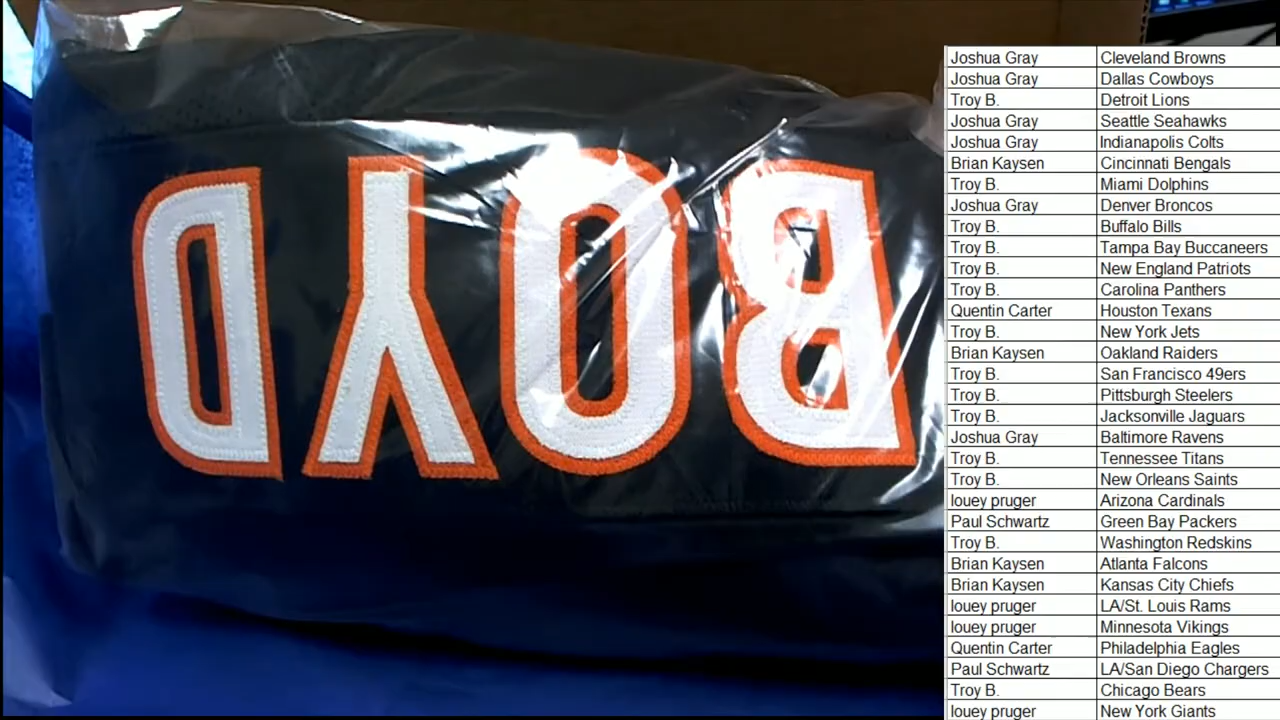 BOYD
Joshua Gray Cleveland Browns
Joshua Gray Dallas Cowboys
Troy B. Detroit Lions
Joshua Gray Seattle Seahawks
Joshua Gray Indianapolis Colts
Brian Kaysen Cincinnati Bengals
Troy B. Miami Dolphins
Joshua Gray Denver Broncos
Troy B. Buffalo Bills
Troy B. Tampa Bay Buccaneers
Troy B. New England Patriots
Troy B. Carolina Panthers
Quentin Carter Houston Texans
Troy B. New York Jets
Brian Kaysen Oakland Raiders
Troy B. San Francisco 49ers
Troy B. Pittsburgh Steelers
Troy B. Jacksonville Jaguars
Joshua Gray Baltimore Ravens
Troy B. Tennessee Titans
Troy B. New Orleans Saints
louey pruger Arizona Cardinals
Paul Schwartz Green Bay Packers
Troy B. Washington Redskins
Brian Kaysen Atlanta Falcons
Brian Kaysen Kansas City Chiefs
louey pruger LA/St. Louis Rams
louey pruger Minnesota Vikings
Quentin Carter Philadelphia Eagles
Paul Schwartz LA/San Diego Chargers
Troy B. Chicago Bears
louey pruger New York Giants